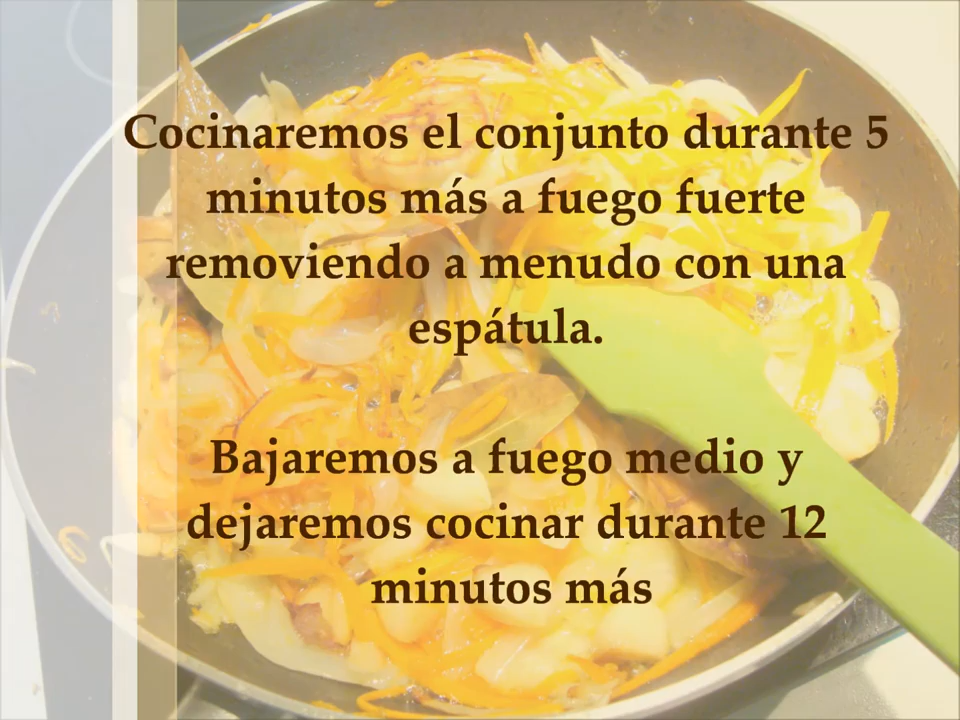 Cocinaremos el conjunto durante 5
minutos más a fuego fuerte
removiendo a menudo con una
espátula.
Bajaremos a fuego medio y
dejaremos cocinar durante 12
minutos más